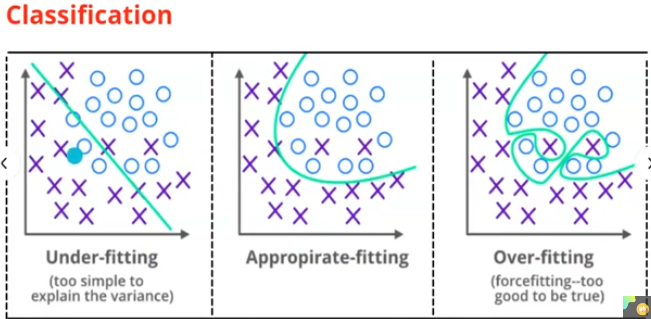 Classification
Under-fitting
(too simple to
explain the variance)
Appropirate-fitting
Over-fitting
(forcefitting--too
good to be true)